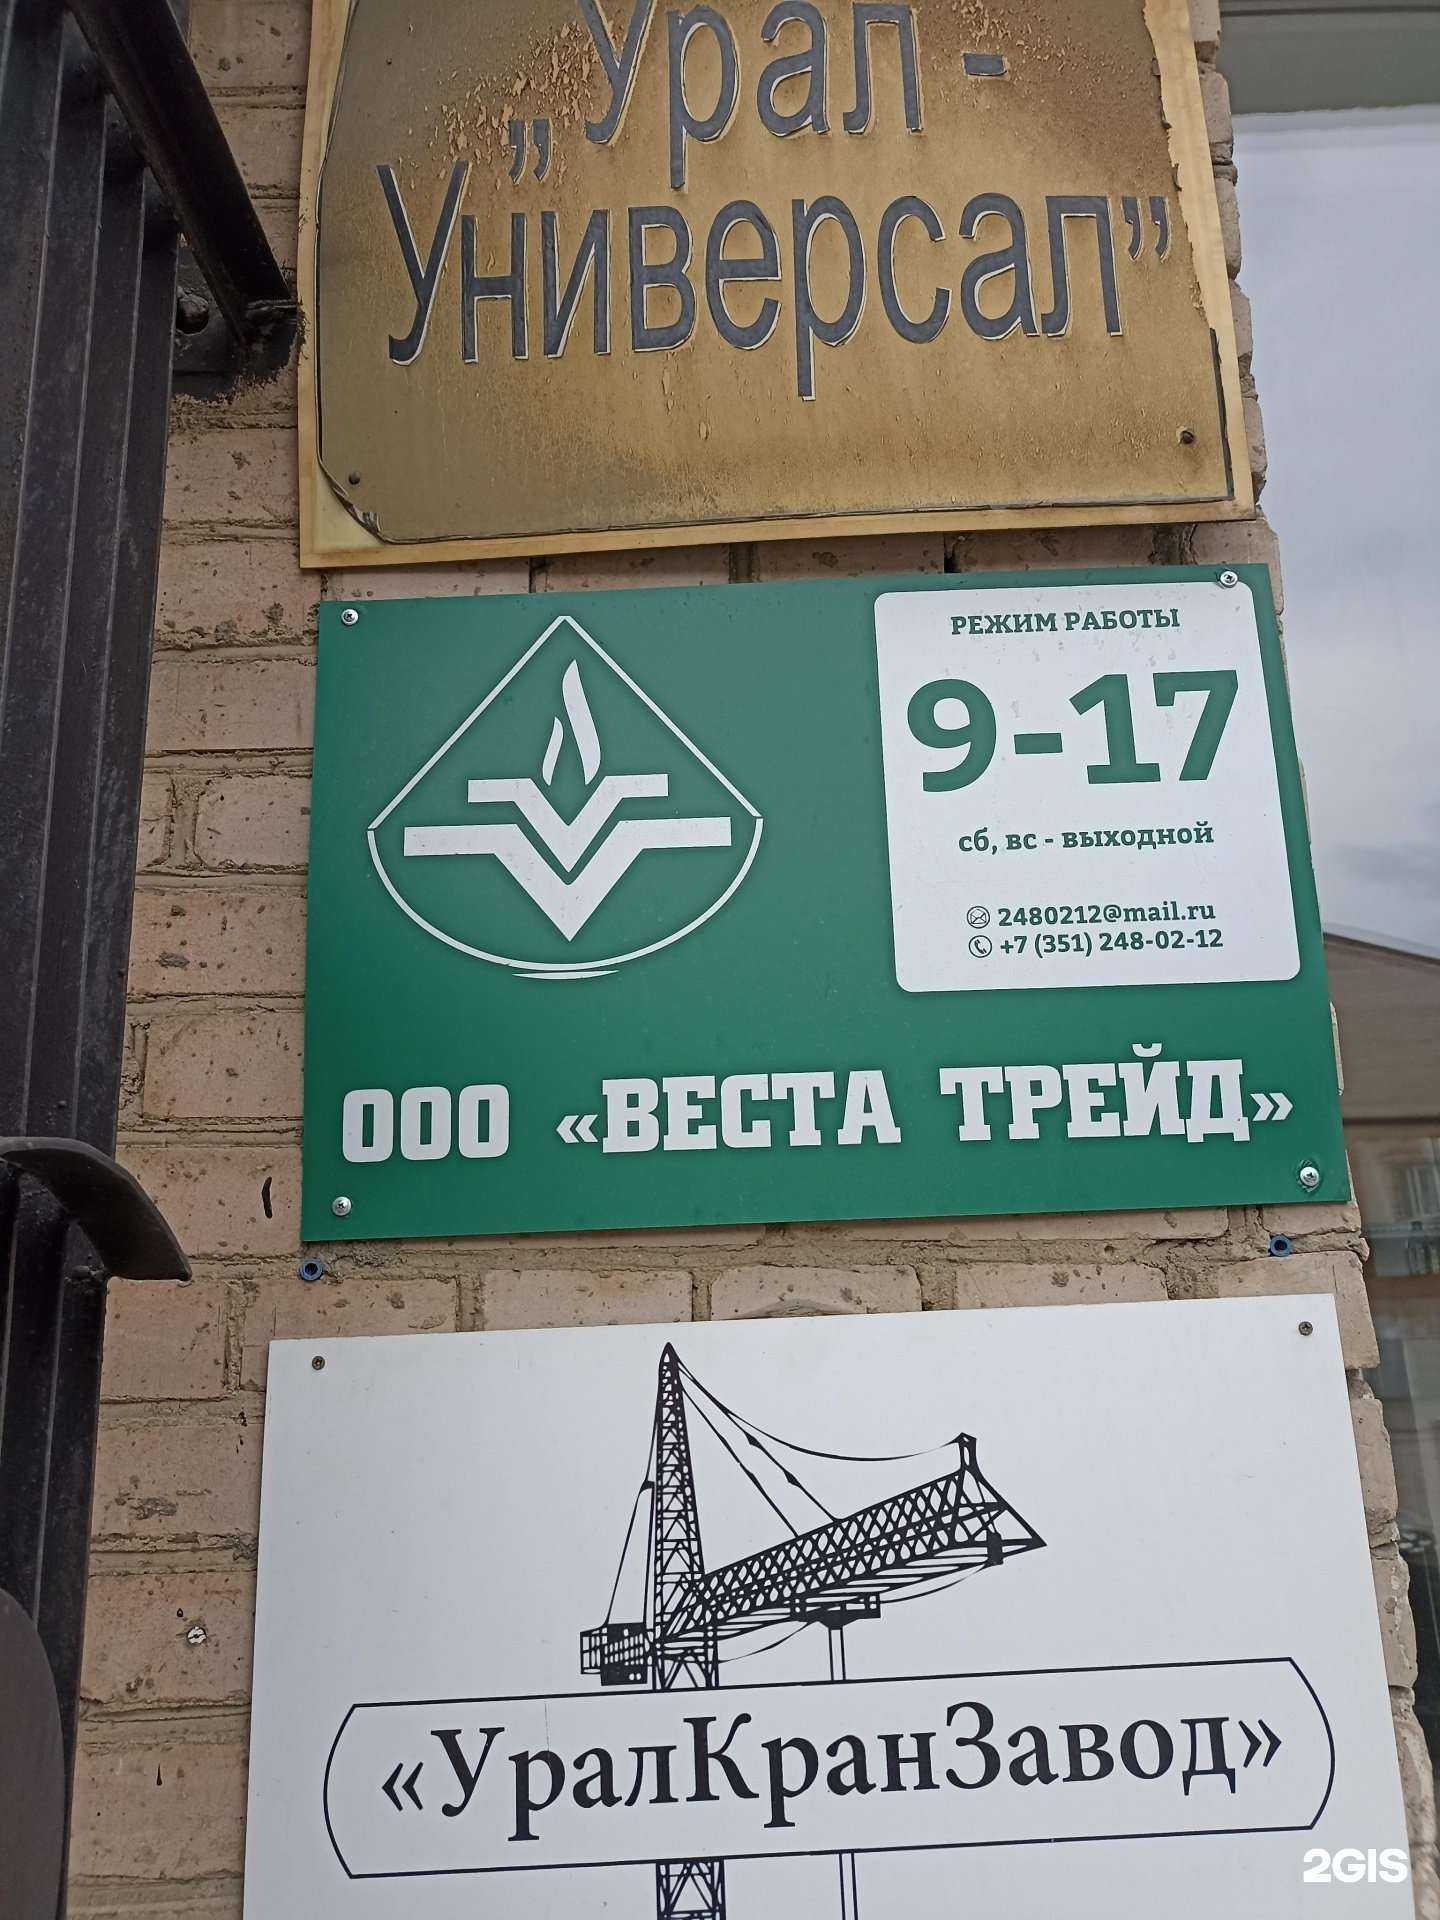 „Урал -
Универсал”
РЕЖИМ РАБОТЫ
9-17
сб, вс - выходной
2480212@mail.ru
+7 (351) 248-02-12
ООО «ВЕСТА ТРЕЙД»
«УралКранЗавод»
2GIS